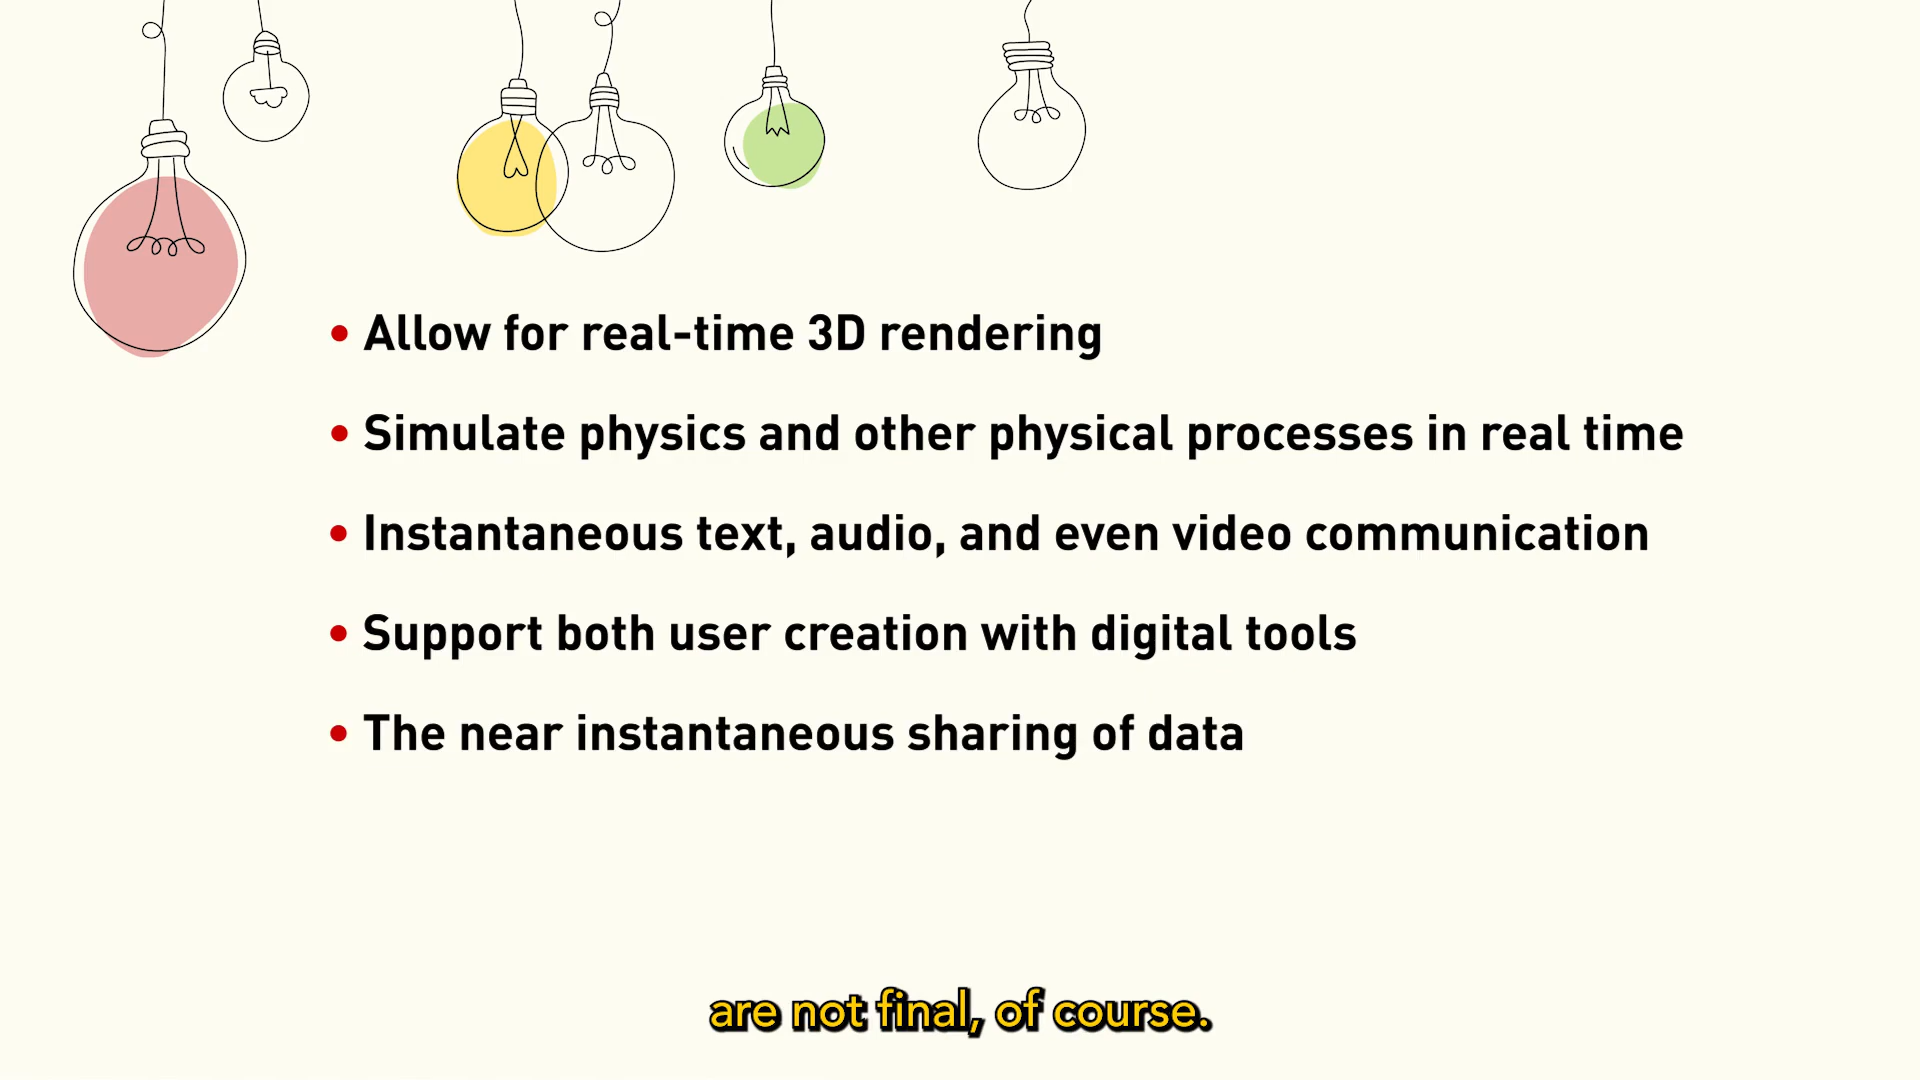 • Allow for real-time 3D rendering
• Simulate physics and other physical processes in real time
• Instantaneous text, audio, and even video communication
• Support both user creation with digital tools
• The near instantaneous sharing of data
are not final, of course.